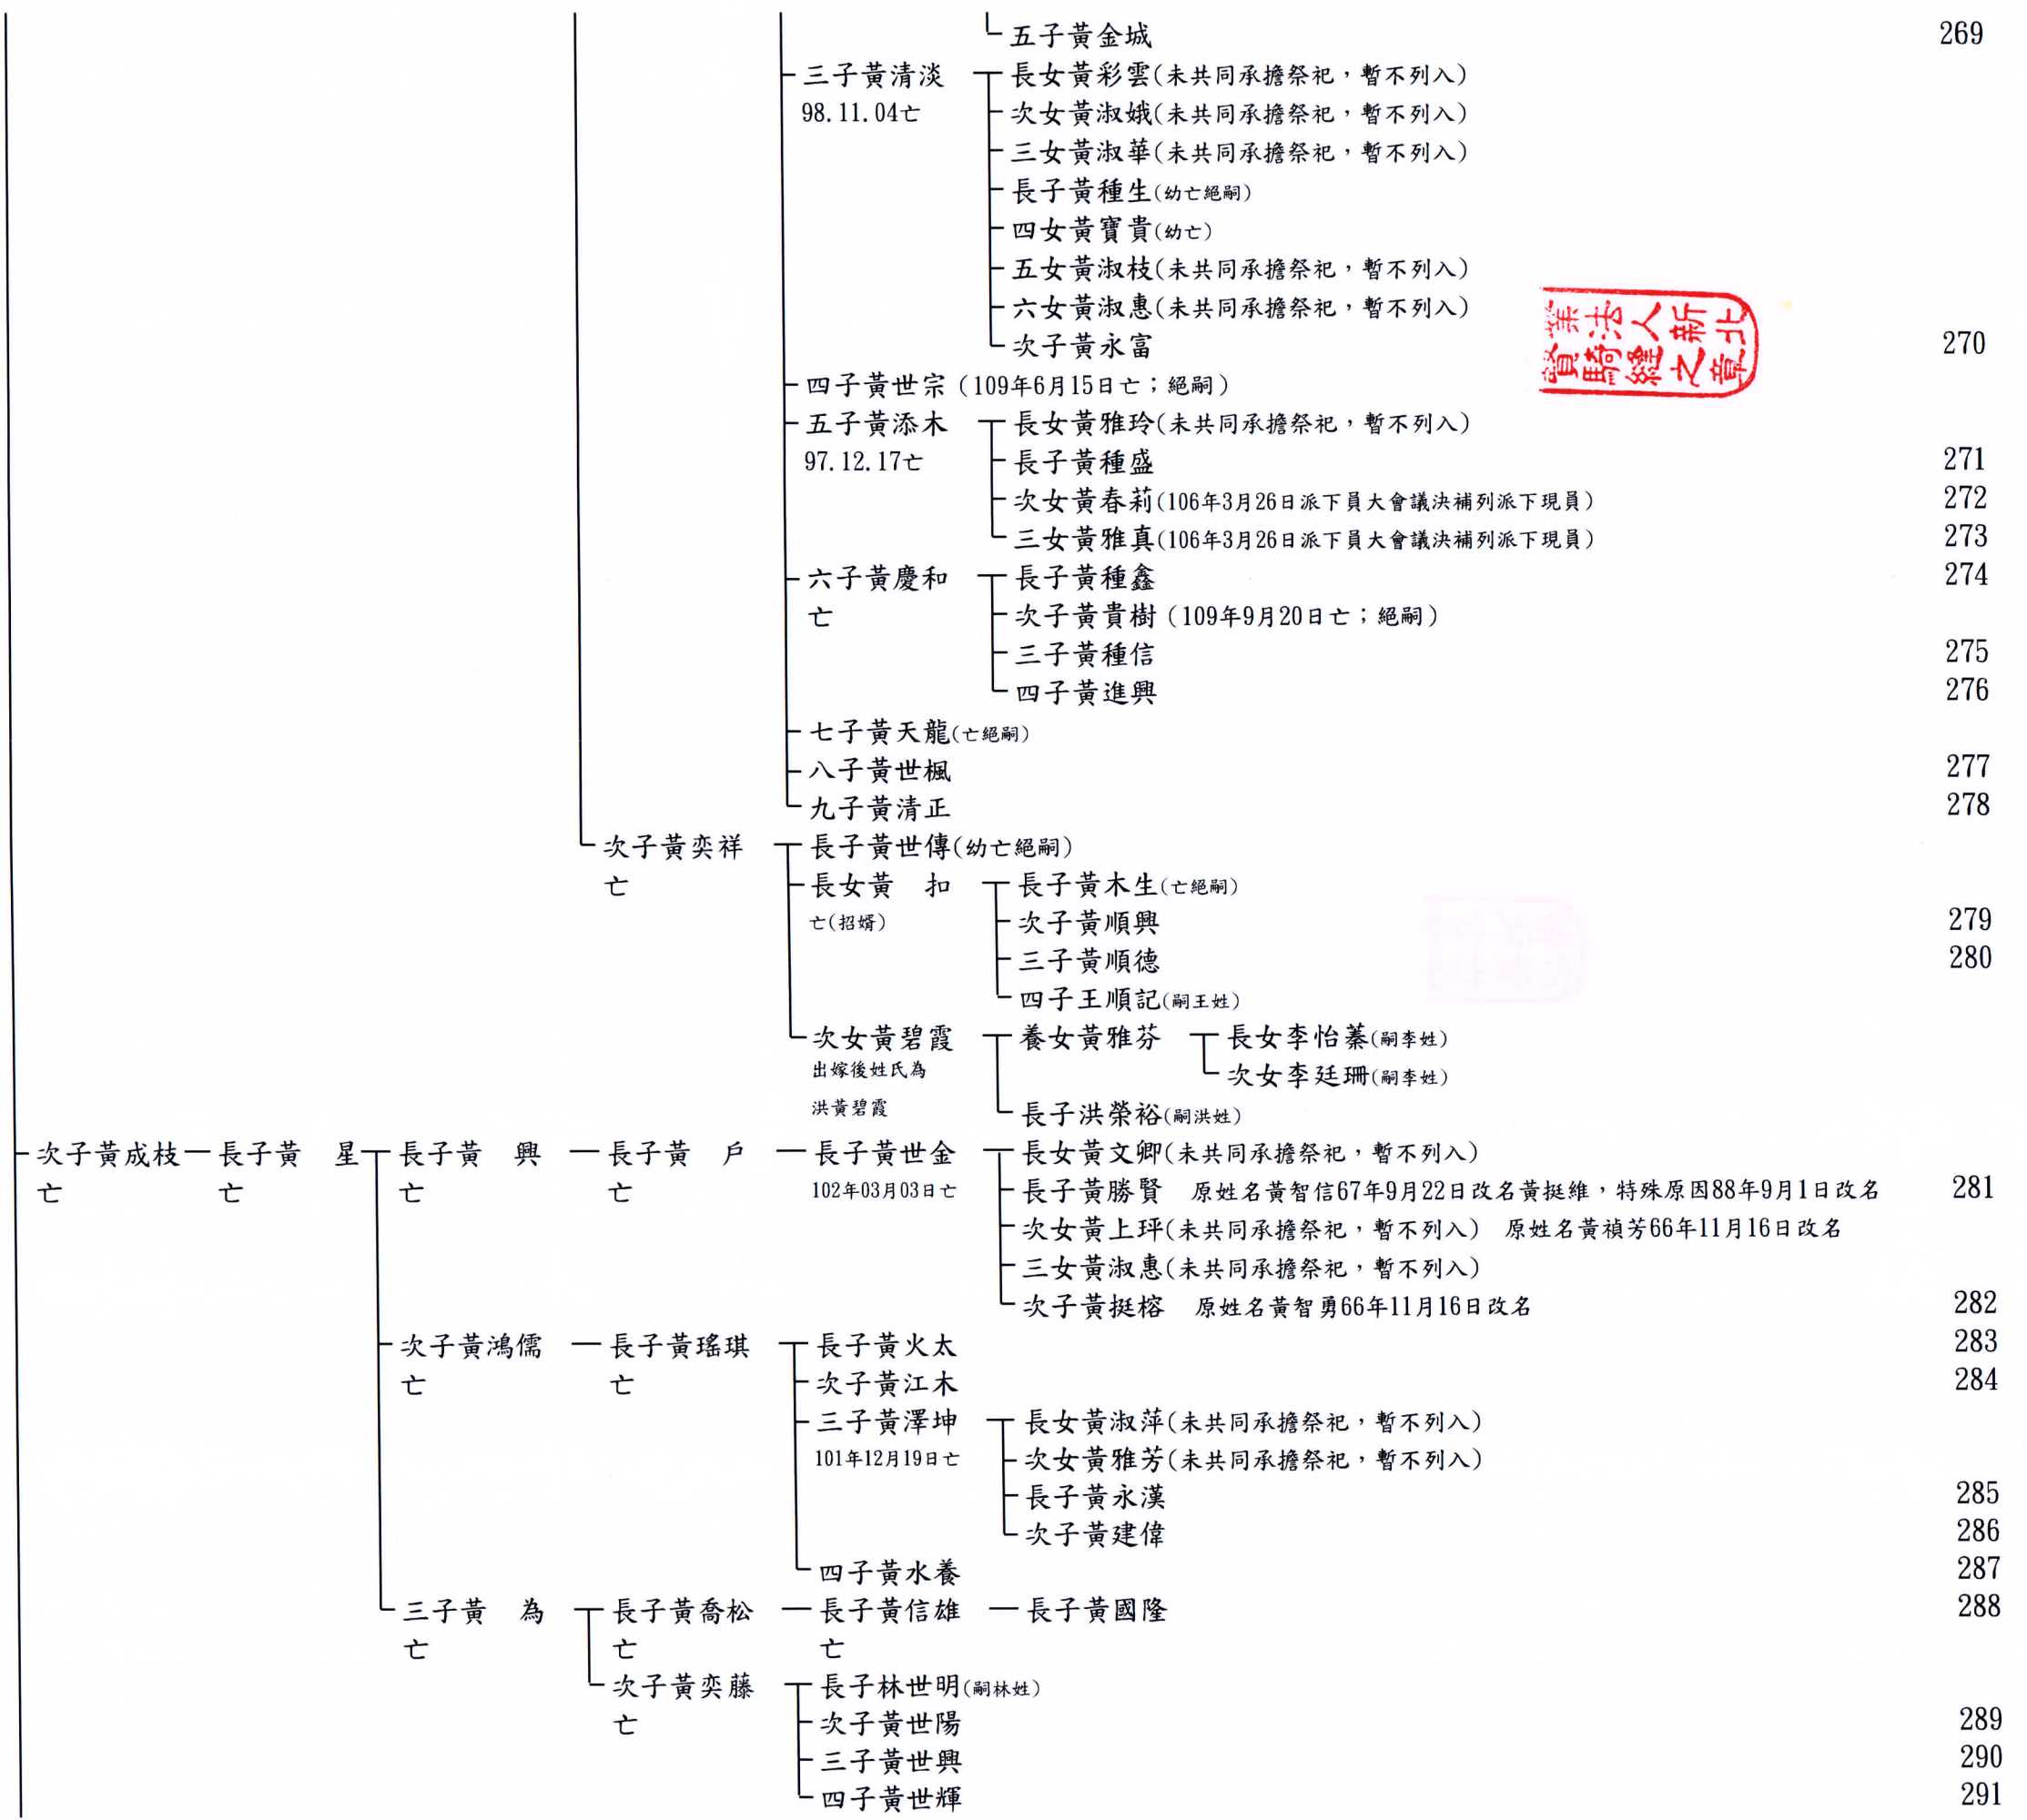 五子黃金城 269
三子黃清淡 長女黃彩雲(未共同承擔祭祀，暫不列入)
98.11.04亡 次女黃淑娥(未共同承擔祭祀，暫不列入)
三女黃淑華(未共同承擔祭祀，暫不列入)
長子黃種生(幼亡絕嗣)
四女黃寶貴(幼亡)
五女黃淑枝(未共同承擔祭祀，暫不列入)
六女黃淑惠(未共同承擔祭祀，暫不列入)
次子黃永富 270
四子黃世宗（109年6月15日亡；絕嗣）
五子黃添木 長女黃雅玲(未共同承擔祭祀，暫不列入)
97.12.17亡 長子黃種盛 271
次女黃春莉(106年3月26日派下員大會議決補列派下現員) 272
三女黃雅真(106年3月26日派下員大會議決補列派下現員) 273
六子黃慶和 長子黃種鑫 274
亡 次子黃貴樹（109年9月20日亡；絕嗣）
三子黃種信 275
四子黃進興 276
七子黃天龍(亡絕嗣)
八子黃世楓 277
九子黃清正 278
次子黃奕祥 長子黃世傳(幼亡絕嗣)
亡 長女黃　扣 長子黃木生(亡絕嗣)
亡(招婿) 次子黃順興 279
三子黃順德 280
四子王順記(嗣王姓)
次女黃碧霞 養女黃雅芬 長女李怡蓁(嗣李姓)
出嫁後姓氏為 次女李廷珊(嗣李姓)
洪黃碧霞 長子洪榮裕(嗣洪姓)
次子黃成枝 長子黃　星 長子黃　興 長子黃　戶 長子黃世金 長女黃文卿(未共同承擔祭祀，暫不列入)
亡 亡 亡 亡 102年03月03日亡 長子黃勝賢　原姓名黃智信67年9月22日改名黃挺維，特殊原因88年9月1日改名 281
次女黃上玶(未共同承擔祭祀，暫不列入)　原姓名黃禎芳66年11月16日改名
三女黃淑惠(未共同承擔祭祀，暫不列入)
次子黃挺榕　原姓名黃智勇66年11月16日改名 282
次子黃鴻儒 長子黃瑤琪 長子黃火太 283
亡 亡 次子黃江木 284
三子黃澤坤 長女黃淑萍(未共同承擔祭祀，暫不列入)
101年12月19日亡 次女黃雅芳(未共同承擔祭祀，暫不列入)
長子黃永漢 285
次子黃建偉 286
四子黃水養 287
三子黃　為 長子黃喬松 長子黃信雄 長子黃國隆 288
亡 亡 亡
次子黃奕藤 長子林世明(嗣林姓)
亡 次子黃世陽 289
三子黃世興 290
四子黃世輝 291